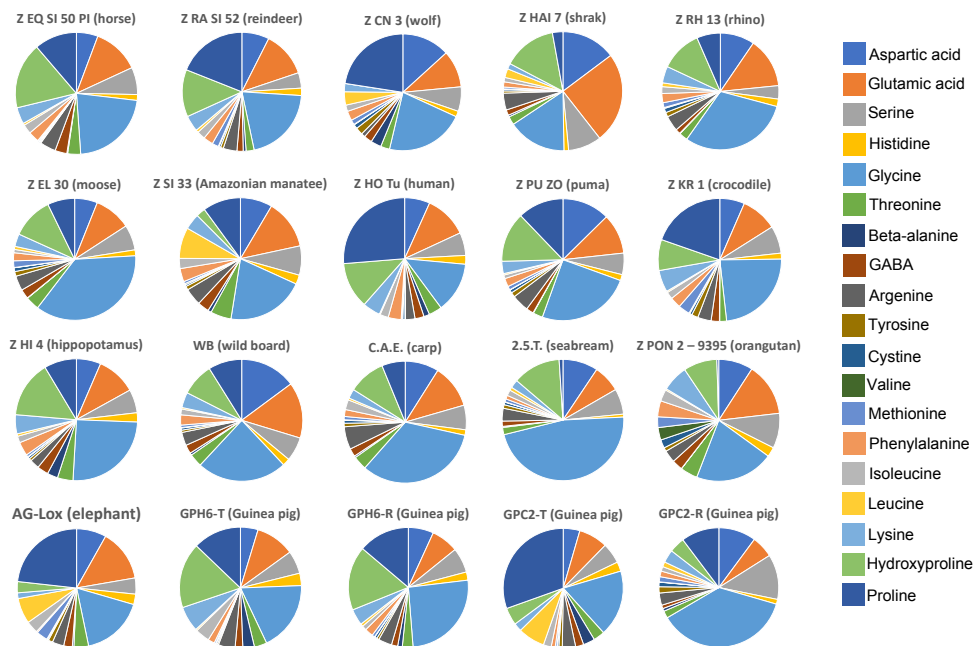 Z EQ SI 50 PI (horse)
Z RA SI 52 (reindeer)
Z CN 3 (wolf)
Z HAI 7 (shrak)
Z RH 13 (rhino)
Z EL 30 (moose)
Z SI 33 (Amazonian manatee)
Z HO Tu (human)
Z PU ZO (puma)
Z KR 1 (crocodile)
Z HI 4 (hippopotamus)
WB (wild board)
C.A.E. (carp)
2.5.T. (seabream)
Z PON 2 – 9395 (orangutan)
AG-Lox (elephant)
GPH6-T (Guinea pig)
GPH6-R (Guinea pig)
GPC2-T (Guinea pig)
GPC2-R (Guinea pig)
Aspartic acid
Glutamic acid
Serine
Histidine
Glycine
Threonine
Beta-alanine
GABA
Argenine
Tyrosine
Cystine
Valine
Methionine
Phenylalanine
Isoleucine
Leucine
Lysine
Hydroxyproline
Proline